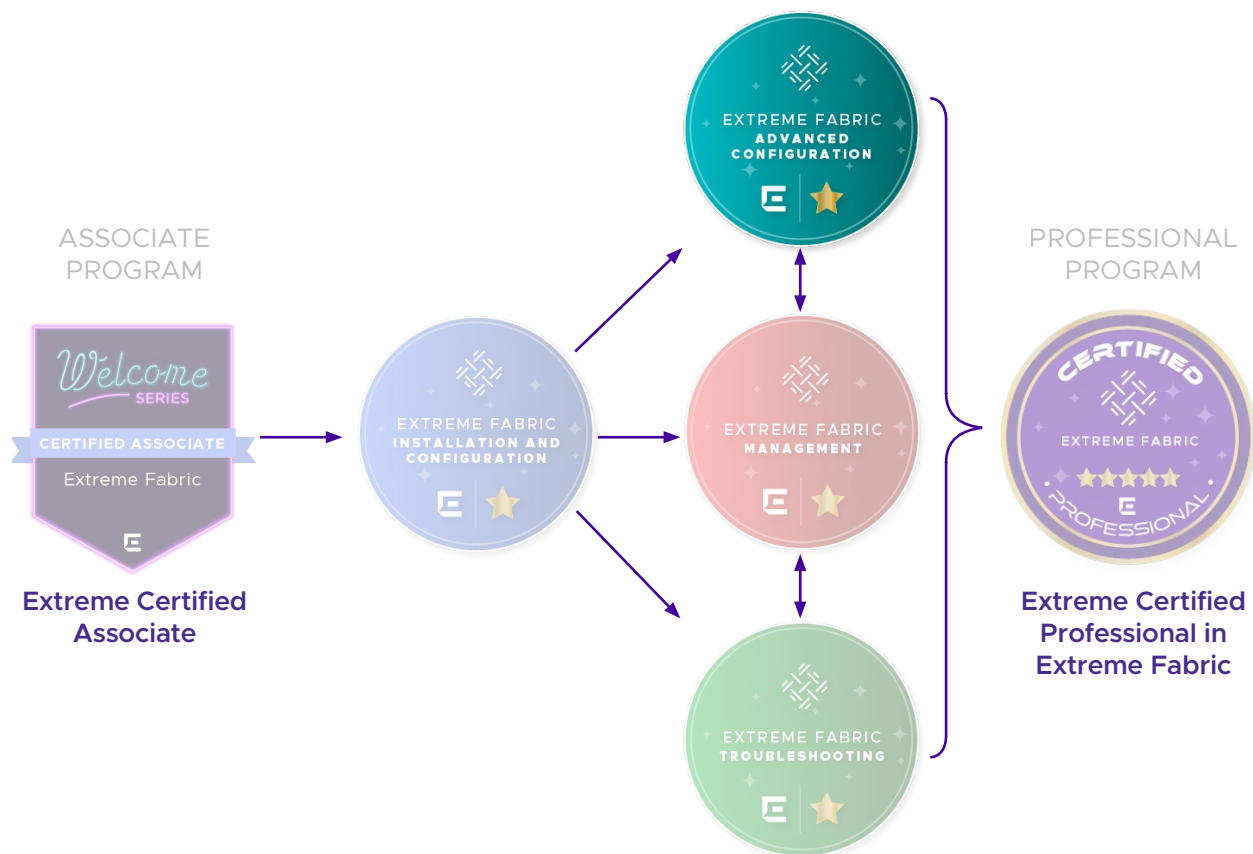 ASSOCIATE
PROGRAM
Welcome
SERIES
CERTIFIED ASSOCIATE
Extreme Fabric
Extreme Certified
Associate
EXTREME FABRIC
INSTALLATION AND
CONFIGURATION
EXTREME FABRIC
ADVANCED
CONFIGURATION
EXTREME FABRIC
MANAGEMENT
EXTREME FABRIC
TROUBLESHOOTING
PROFESSIONAL
PROGRAM
CERTIFIED
EXTREME FABRIC
PROFESSIONAL
Extreme Certified
Professional in
Extreme Fabric